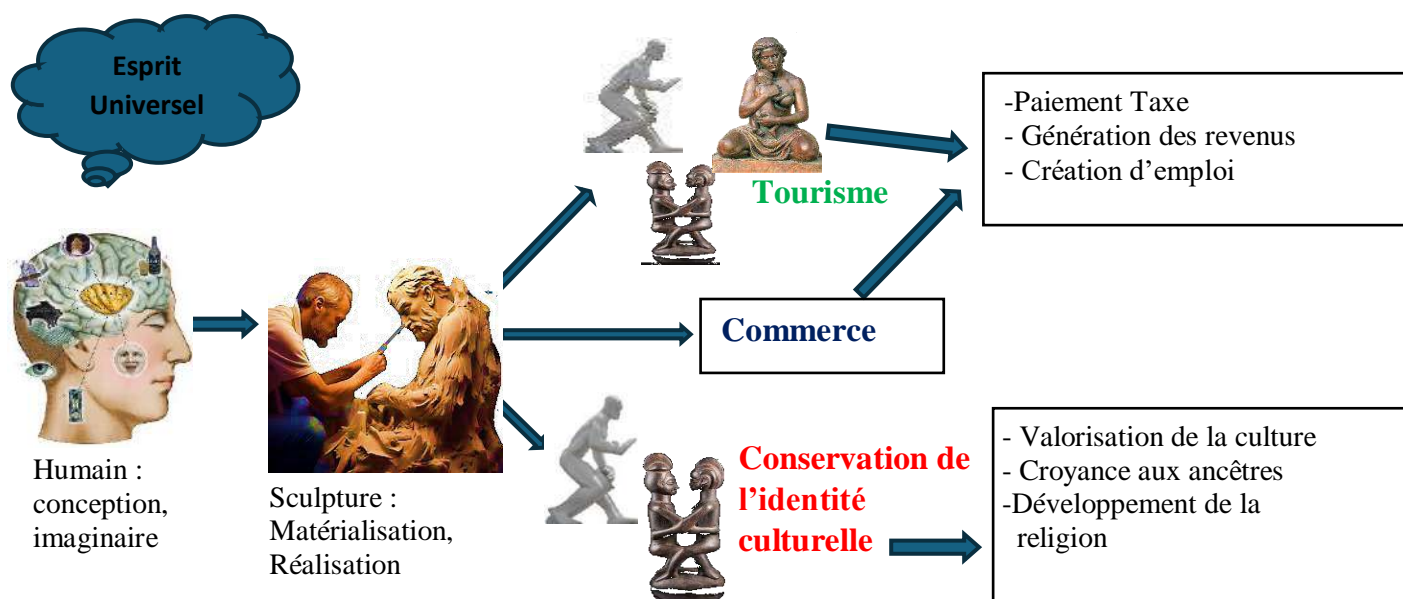 Esprit
Universel
Humain :
conception,
imaginaire
Sculpture :
Matérialisation,
Réalisation
Tourisme
Commerce
Conservation de
l’identité
culturelle
-Paiement Taxe
- Génération des revenus
- Création d’emploi
- Valorisation de la culture
- Croyance aux ancêtres
-Développement de la
religion